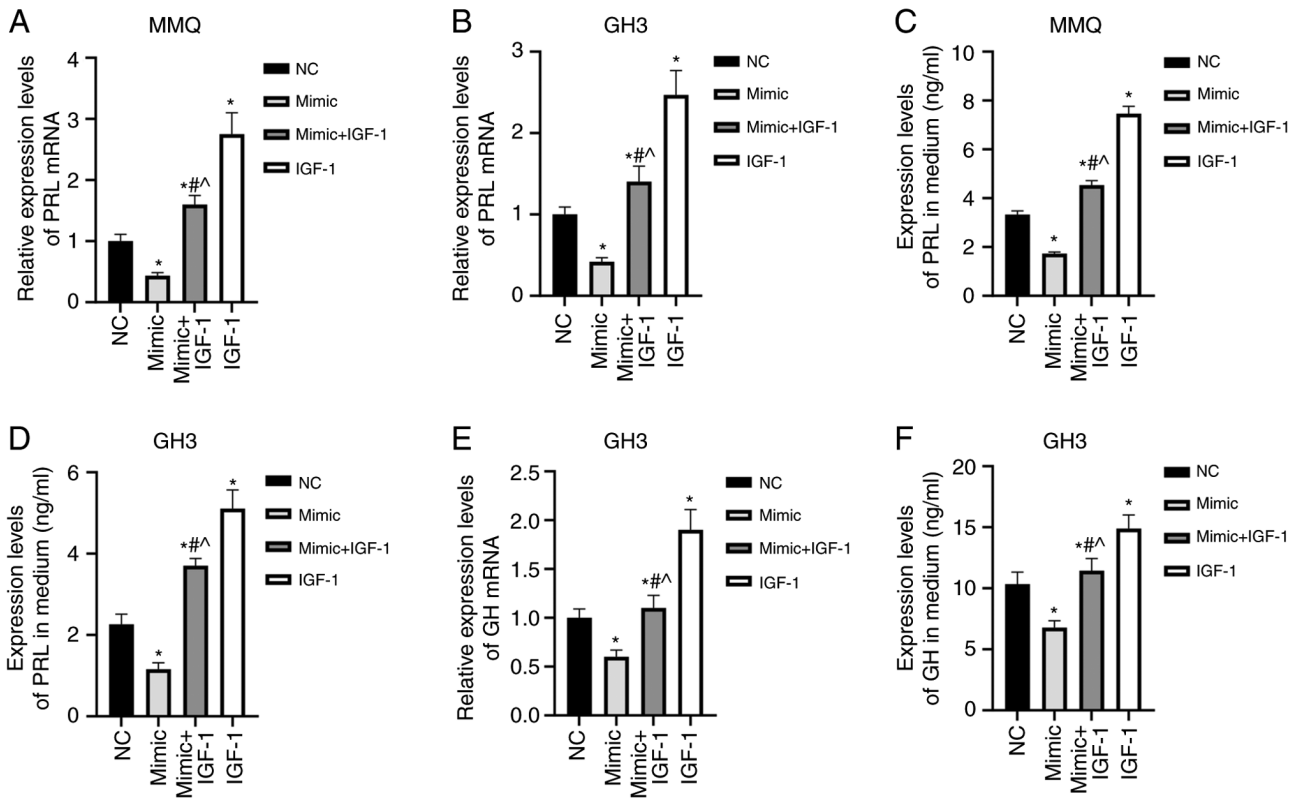 A
MMQ
Relative expression levels
of PRL mRNA
4
3
2
1
0
*
*
*#^
*
NC
Mimic
Mimic+
IGF-1
IGF-1
NC
Mimic
Mimic+IGF-1
IGF-1
B
GH3
Relative expression levels
of PRL mRNA
3
2
1
0
*
*#^
*
NC
Mimic
Mimic+
IGF-1
IGF-1
NC
Mimic
Mimic+IGF-1
IGF-1
C
MMQ
Expression levels
of PRL in medium (ng/ml)
10
8
6
4
2
0
*
*#^
*
NC
Mimic
Mimic+
IGF-1
IGF-1
NC
Mimic
Mimic+IGF-1
IGF-1
D
GH3
Expression levels
of PRL in medium (ng/ml)
6
4
2
0
*
*#^
*
NC
Mimic
Mimic+
IGF-1
IGF-1
NC
Mimic
Mimic+IGF-1
IGF-1
E
GH3
Relative expression levels
of GH mRNA
2.5
2.0
1.5
1.0
0.5
0.0
*
*#^
*
NC
Mimic
Mimic+
IGF-1
IGF-1
NC
Mimic
Mimic+IGF-1
IGF-1
F
GH3
Expression levels
of GH in medium (ng/ml)
20
15
10
5
0
*
*#^
*
NC
Mimic
Mimic+
IGF-1
IGF-1
NC
Mimic
Mimic+IGF-1
IGF-1